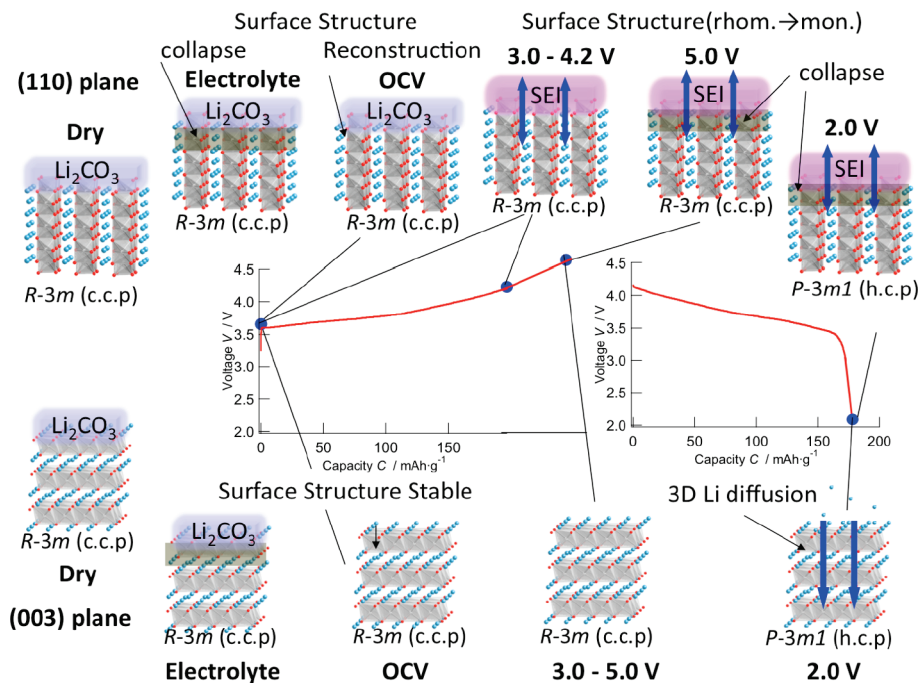 Surface Structure
Surface Structure(rhom.→mon.)
collapse
Reconstruction
3.0 - 4.2 V
5.0 V
(110) plane
Electrolyte
OCV
collapse
Li2CO3
Li2CO3
SEI
SEI
2.0 V
Dry
Li2CO3
SEI
R-3m (c.c.p)
R-3m (c.c.p)
R-3m (c.c.p)
R-3m (c.c.p)
R-3m (c.c.p)
P-3m1 (h.c.p)
4.5
4.0
3.5
3.0
2.5
2.0
Voltage V / V
0
50
100
150
Capacity C / mAh·g-1
4.5
4.0
3.5
3.0
2.5
2.0
Voltage V / V
0
50
100
150
200
Capacity C / mAh·g-1
Li2CO3
R-3m (c.c.p)
Dry
(003) plane
Surface Structure Stable
3D Li diffusion
Li2CO3
R-3m (c.c.p)
R-3m (c.c.p)
R-3m (c.c.p)
P-3m1 (h.c.p)
Electrolyte
OCV
3.0 - 5.0 V
2.0 V